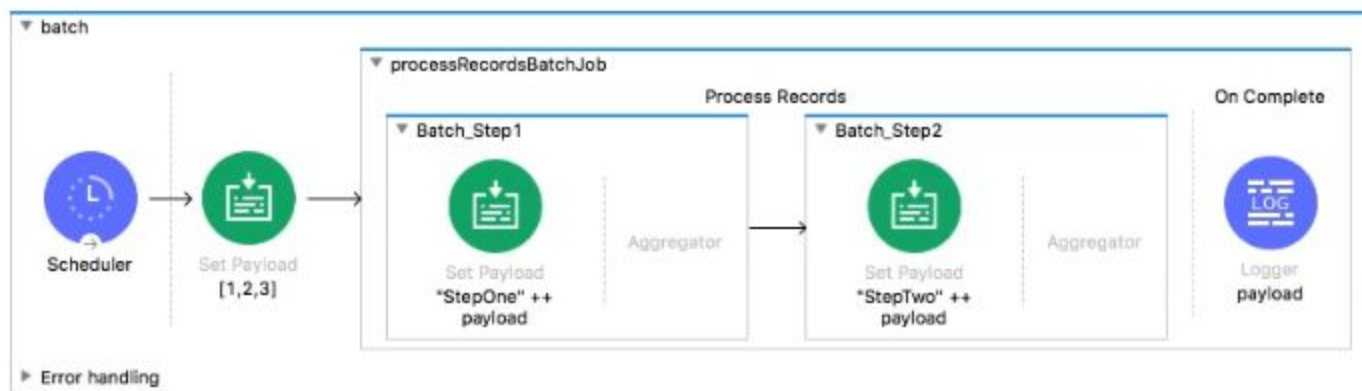 batch
processRecordsBatchJob
Process Records
On Complete
Batch_Step1
Batch_Step2
LOG
Aggregator
Aggregator
Scheduler
Set Payload
[1,2,3]
Set Payload
"StepOne" ++
payload
Set Payload
"StepTwo" ++
payload
Logger
payload
Error handling